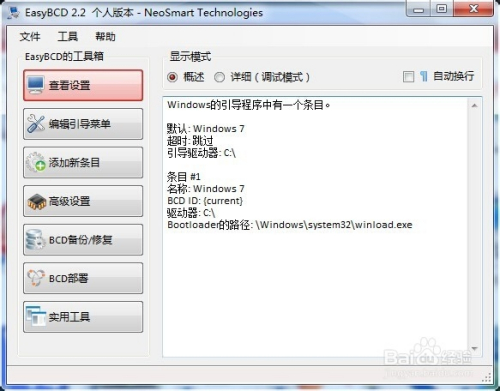 EasyBCD 2.2 个人版本 - NeoSmart Technologies
文件 工具 帮助
EasyBCD的工具箱
查看设置
编辑引导菜单
添加新条目
高级设置
BCD备份/修复
BCD部署
实用工具
显示模式
概述 详细（调试模式） ¶ 自动换行
Windows的引导程序中有一个条目。
默认: Windows 7
超时: 跳过
引导驱动器: C:\
条目 #1
名称: Windows 7
BCD ID: {current}
驱动器: C:\
Bootloader的路径: \Windows\system32\winload.exe
Baidu 经验
jingyan.baidu.com